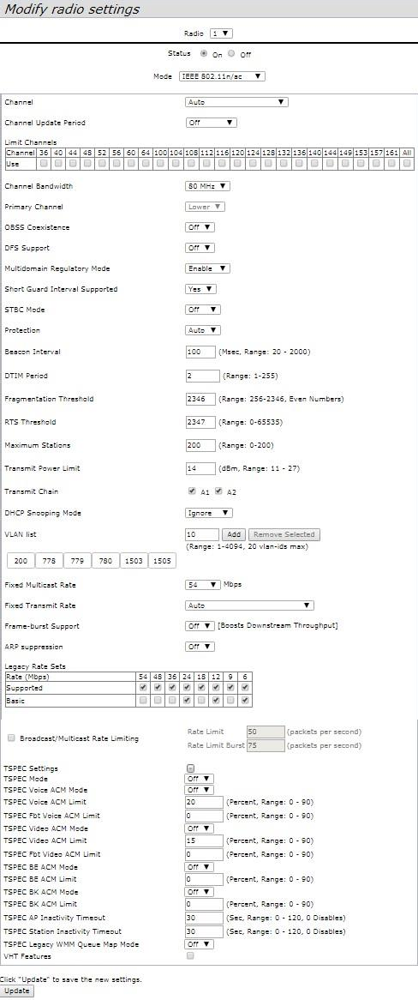 Modify radio settings
Radio 1
Status On Off
Mode IEEE 802.11n/ac
Channel Auto
Channel Update Period Off
Limit Channels
Channel 36 40 44 48 52 56 60 64 100 104 108 112 116 120 124 128 132 136 140 144 149 153 157 161 All
Use
Channel Bandwidth 80 MHz
Primary Channel Lower
OBSS Coexistence Off
DFS Support Off
Multidomain Regulatory Mode Enable
Short Guard Interval Supported Yes
STBC Mode Off
Protection Auto
Beacon Interval 100 (Msec, Range: 20 - 2000)
DTIM Period 2 (Range: 1-255)
Fragmentation Threshold 2346 (Range: 256-2346, Even Numbers)
RTS Threshold 2347 (Range: 0-65535)
Maximum Stations 200 (Range: 0-200)
Transmit Power Limit 14 (dBm, Range: 11 - 27)
Transmit Chain A1 A2
DHCP Snooping Mode Ignore
VLAN list 10 Add Remove Selected
(Range: 1-4094, 20 vlan-ids max)
200 778 779 780 1503 1505
Fixed Multicast Rate 54 Mbps
Fixed Transmit Rate Auto
Frame-burst Support Off [Boosts Downstream Throughput]
ARP suppression Off
Legacy Rate Sets
Rate (Mbps) 54 48 36 24 18 12 9 6
Supported
Basic
Broadcast/Multicast Rate Limiting
Rate Limit 50 (packets per second)
Rate Limit Burst 75 (packets per second)
TSPEC Settings
TSPEC Mode Off
TSPEC Voice ACM Mode Off
TSPEC Voice ACM Limit 20 (Percent, Range: 0 - 90)
TSPEC Fbt Voice ACM Limit 0 (Percent, Range: 0 - 90)
TSPEC Video ACM Mode Off
TSPEC Video ACM Limit 15 (Percent, Range: 0 - 90)
TSPEC Fbt Video ACM Limit 0 (Percent, Range: 0 - 90)
TSPEC BE ACM Mode Off
TSPEC BE ACM Limit 0 (Percent, Range: 0 - 90)
TSPEC BK ACM Mode Off
TSPEC BK ACM Limit 0 (Percent, Range: 0 - 90)
TSPEC AP Inactivity Timeout 30 (Sec, Range: 0 - 120, 0 Disables)
TSPEC Station Inactivity Timeout 30 (Sec, Range: 0 - 120, 0 Disables)
TSPEC Legacy WMM Queue Map Mode Off
VHT Features
Click "Update" to save the new settings.
Update